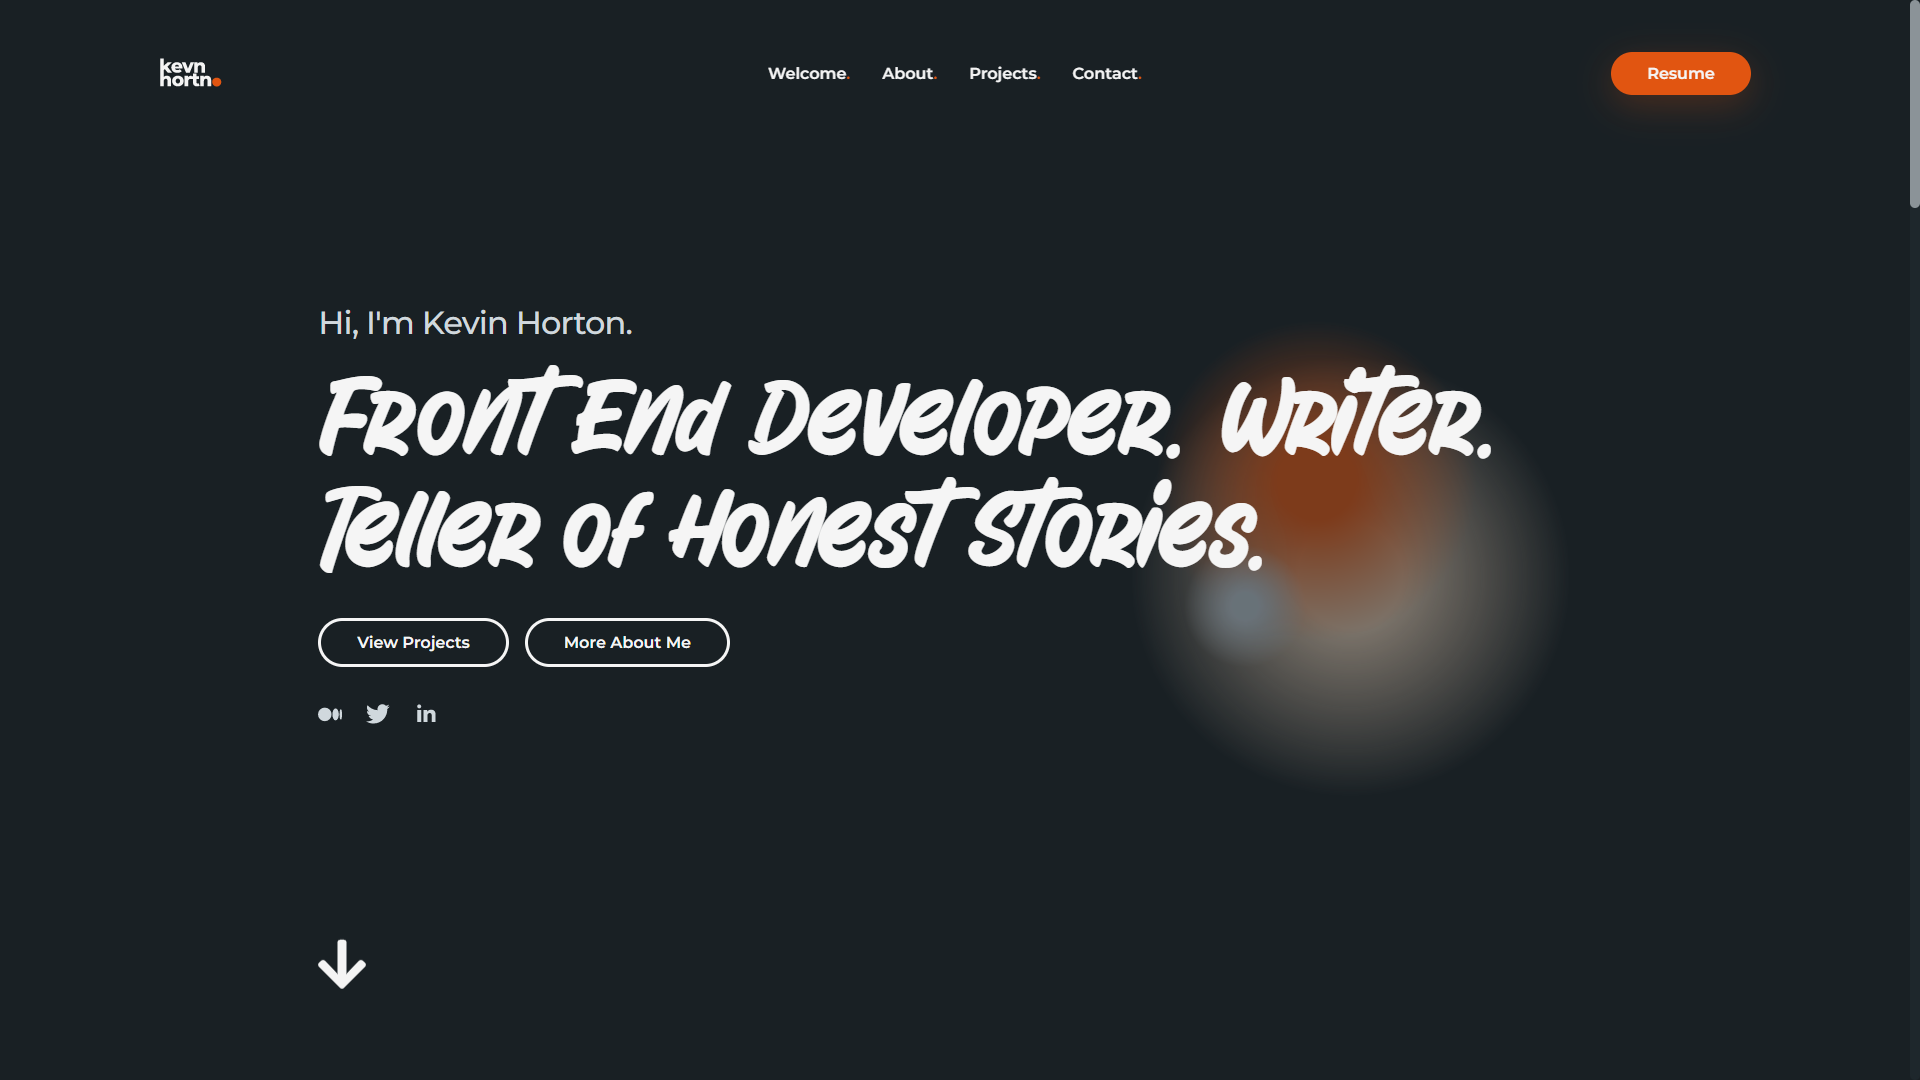 kevn
hortn.
Welcome. About. Projects. Contact.
Resume
Hi, I'm Kevin Horton.
Front End Developer. Writer.
Teller of Honest Stories.
View Projects
More About Me
in